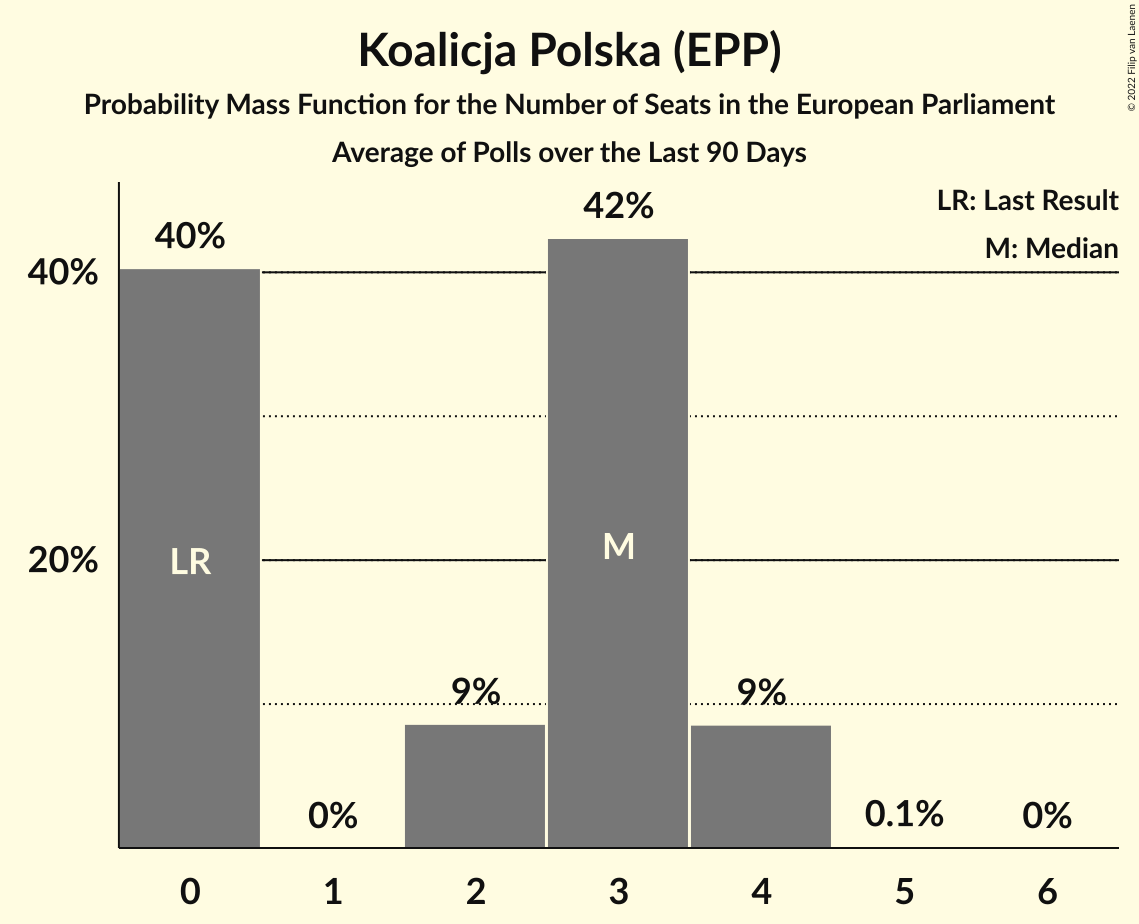 Koalicja Polska (EPP)
Probability Mass Function for the Number of Seats in the European Parliament
Average of Polls over the Last 90 Days
© 2022 Filip van Laenen
LR: Last Result
M: Median
40%
20%
40%
0%
9%
42%
9%
0.1%
0%
LR
M
0 1 2 3 4 5 6